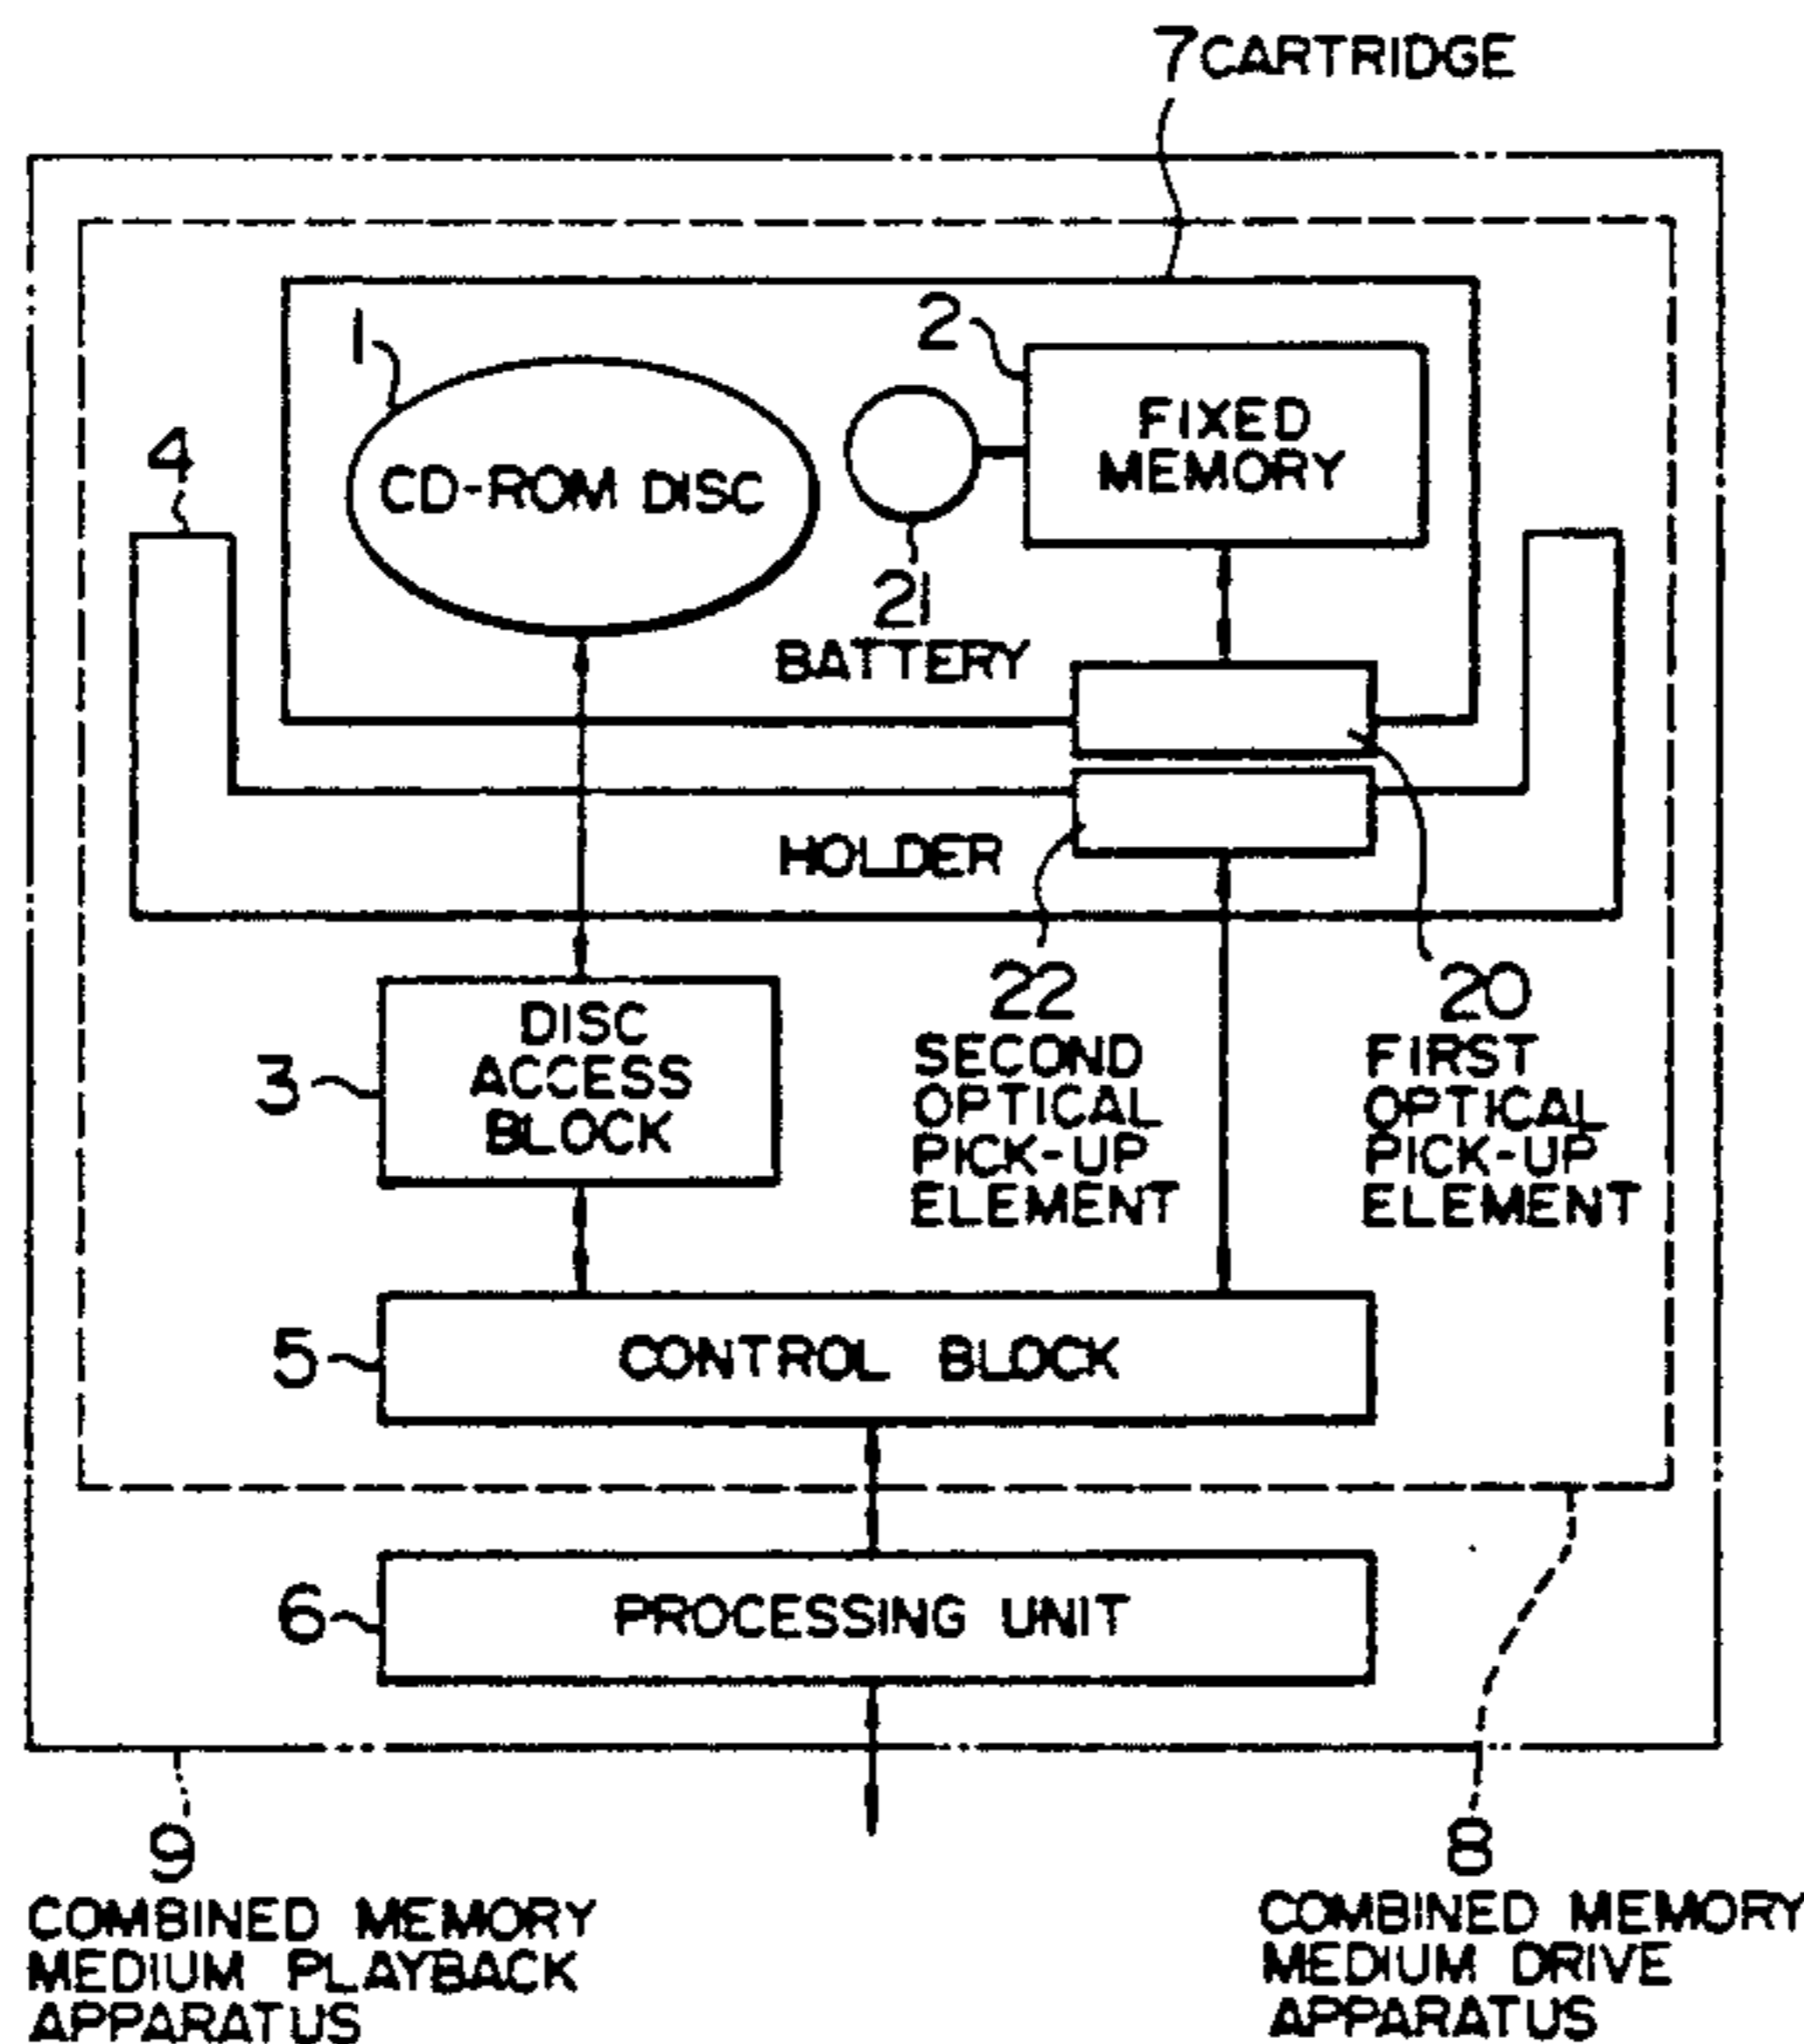 7 CARTRIDGE
1
CD-ROM DISC
2
FIXED
MEMORY
4
21
BATTERY
HOLDER
3
DISC
ACCESS
BLOCK
22
SECOND
OPTICAL
PICK-UP
ELEMENT
20
FIRST
OPTICAL
PICK-UP
ELEMENT
5
CONTROL BLOCK
6
PROCESSING UNIT
9
COMBINED MEMORY
MEDIUM PLAYBACK
APPARATUS
8
COMBINED MEMORY
MEDIUM DRIVE
APPARATUS